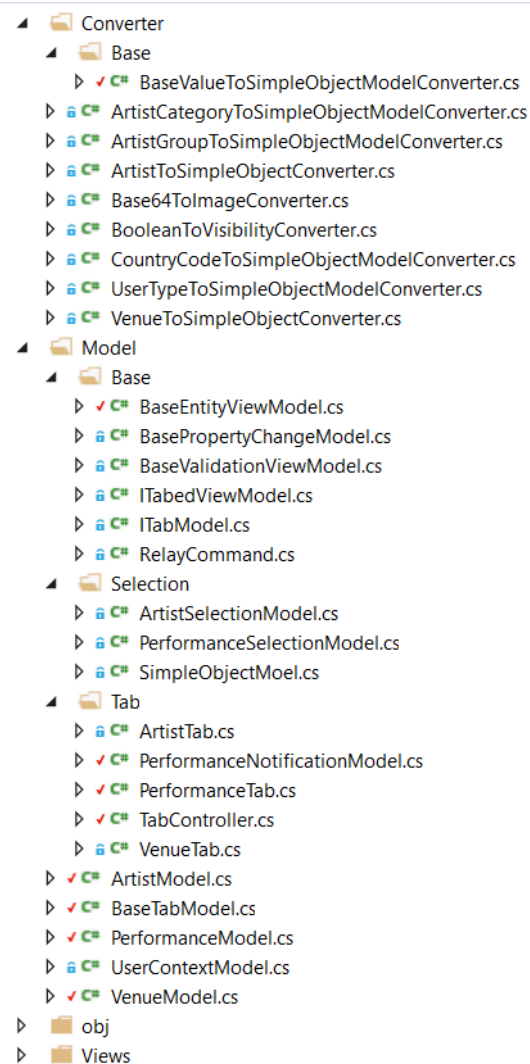 Converter
Base
C# BaseValueToSimpleObjectModelConverter.cs
C# ArtistCategoryToSimpleObjectModelConverter.cs
C# ArtistGroupToSimpleObjectModelConverter.cs
C# ArtistToSimpleObjectConverter.cs
C# Base64ToImageConverter.cs
C# BooleanToVisibilityConverter.cs
C# CountryCodeToSimpleObjectModelConverter.cs
C# UserTypeToSimpleObjectModelConverter.cs
C# VenueToSimpleObjectConverter.cs
Model
Base
C# BaseEntityViewModel.cs
C# BasePropertyChangeModel.cs
C# BaseValidationViewModel.cs
C# ITabedViewModel.cs
C# ITabModel.cs
C# RelayCommand.cs
Selection
C# ArtistSelectionModel.cs
C# PerformanceSelectionModel.cs
C# SimpleObjectMoel.cs
Tab
C# ArtistTab.cs
C# PerformanceNotificationModel.cs
C# PerformanceTab.cs
C# TabController.cs
C# VenueTab.cs
C# ArtistModel.cs
C# BaseTabModel.cs
C# PerformanceModel.cs
C# UserContextModel.cs
C# VenueModel.cs
obj
Views